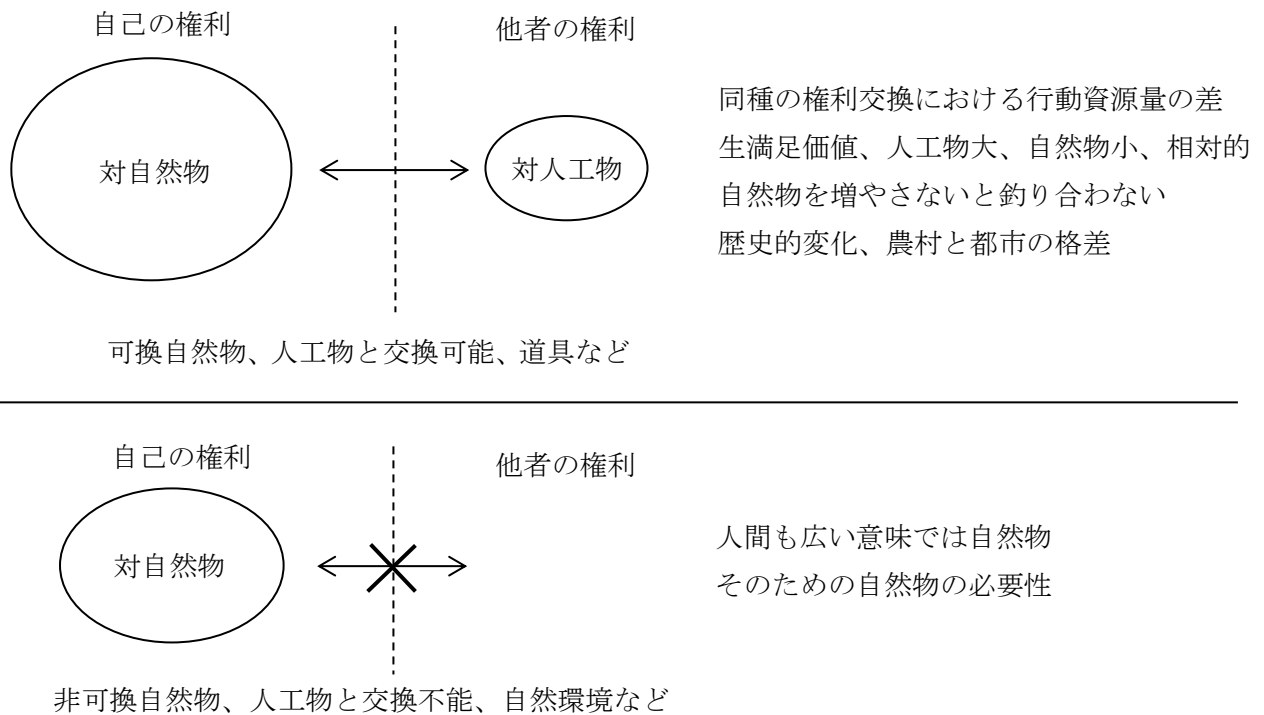 自己の権利
他者の権利
対自然物
対人工物
同種の権利交換における行動資源量の差
生満足価値、人工物大、自然物小、相対的
自然物を増やさないと釣り合わない
歴史的変化、農村と都市の格差
可換自然物、人工物と交換可能、道具など
自己の権利
他者の権利
対自然物
人間も広い意味では自然物
そのための自然物の必要性
非可換自然物、人工物と交換不能、自然環境など